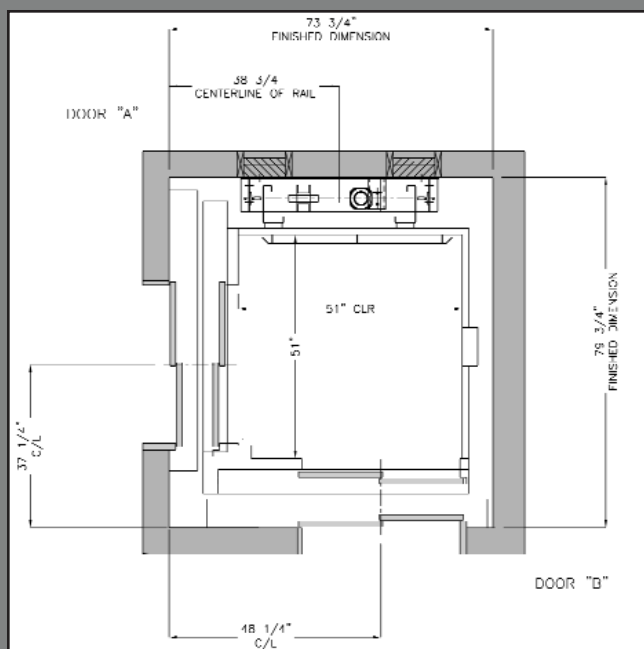 73 3/4"
FINISHED DIMENSION
38 3/4
CENTERLINE OF RAIL
DOOR "A"
51" CLR
51"
79 3/4"
FINISHED DIMENSION
37 1/4"
C/L
DOOR "B"
48 1/4"
C/L